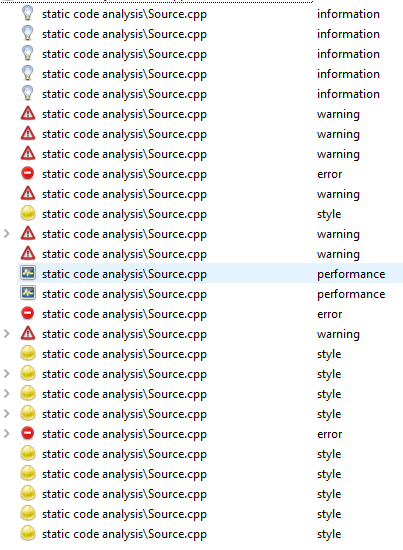 static code analysis\Source.cpp information
static code analysis\Source.cpp information
static code analysis\Source.cpp information
static code analysis\Source.cpp information
static code analysis\Source.cpp information
static code analysis\Source.cpp warning
static code analysis\Source.cpp warning
static code analysis\Source.cpp warning
static code analysis\Source.cpp error
static code analysis\Source.cpp warning
static code analysis\Source.cpp style
static code analysis\Source.cpp warning
static code analysis\Source.cpp warning
static code analysis\Source.cpp performance
static code analysis\Source.cpp performance
static code analysis\Source.cpp error
static code analysis\Source.cpp warning
static code analysis\Source.cpp style
static code analysis\Source.cpp style
static code analysis\Source.cpp style
static code analysis\Source.cpp style
static code analysis\Source.cpp error
static code analysis\Source.cpp style
static code analysis\Source.cpp style
static code analysis\Source.cpp style
static code analysis\Source.cpp style
static code analysis\Source.cpp style